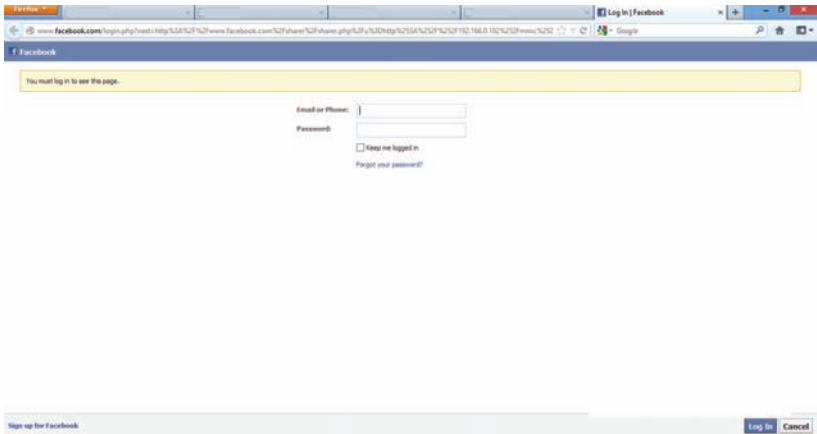 Firefox
Log In | Facebook
www.facebook.com/login.php?next=http%3A%2F%2Fwww.facebook.com%2Fsharer%2Fsharer.php%3Fu%3Dhttp%253A%252F%252F192.168.0.102%252Fmmc%252
Google
Facebook
You must log in to see this page.
Email or Phone:
Password:
Keep me logged in
Forgot your password?
Sign up for Facebook
Log In
Cancel